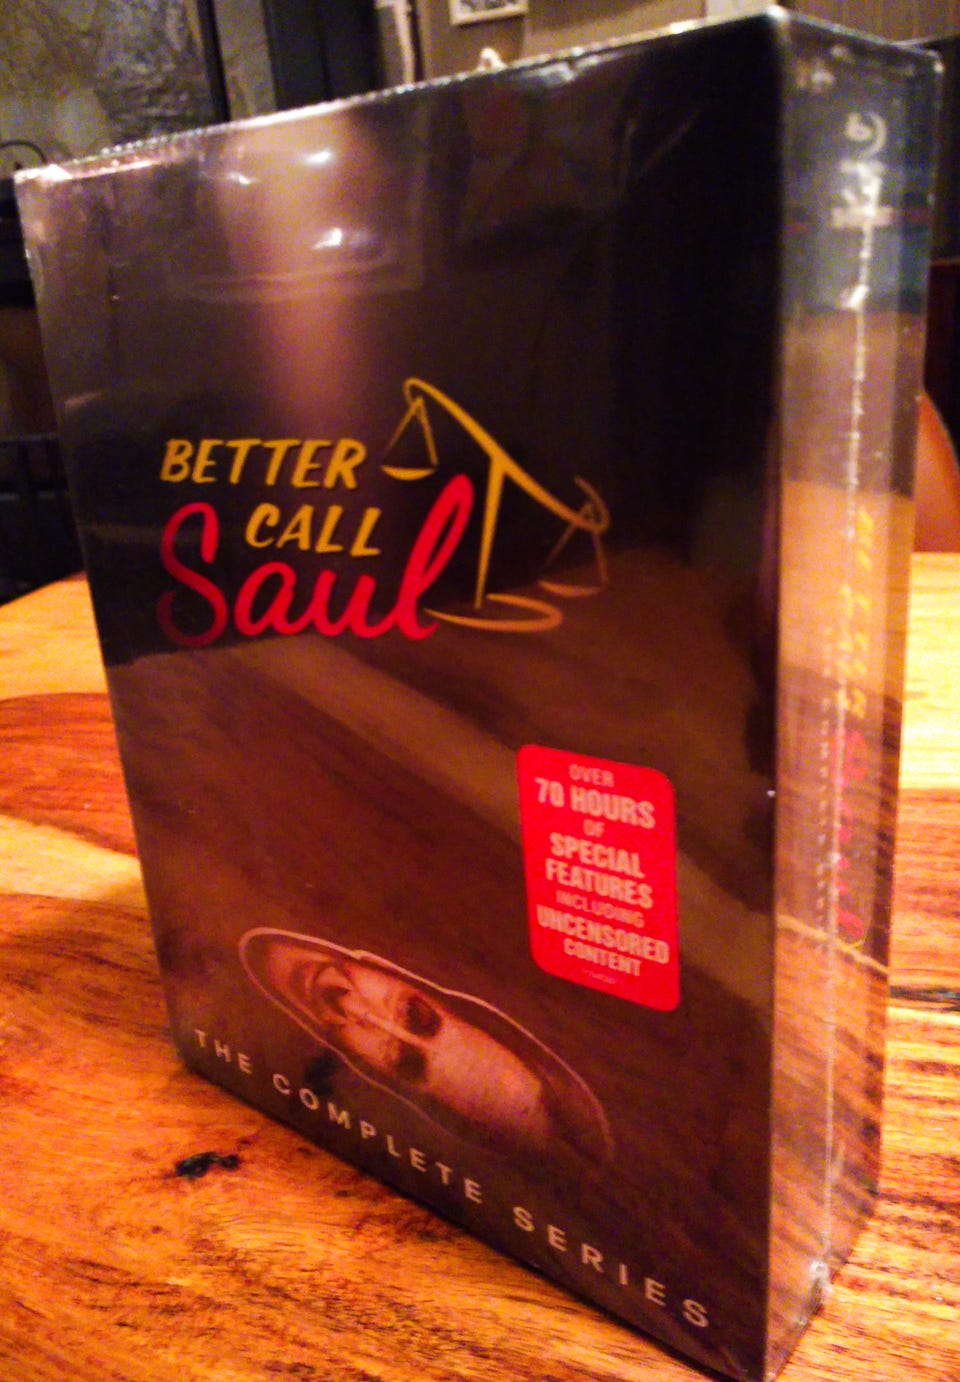 BETTER
CALL
Saul
OVER
70 HOURS
OF
SPECIAL
FEATURES
INCLUDING
UNCENSORED
CONTENT
THE COMPLETE SERIES